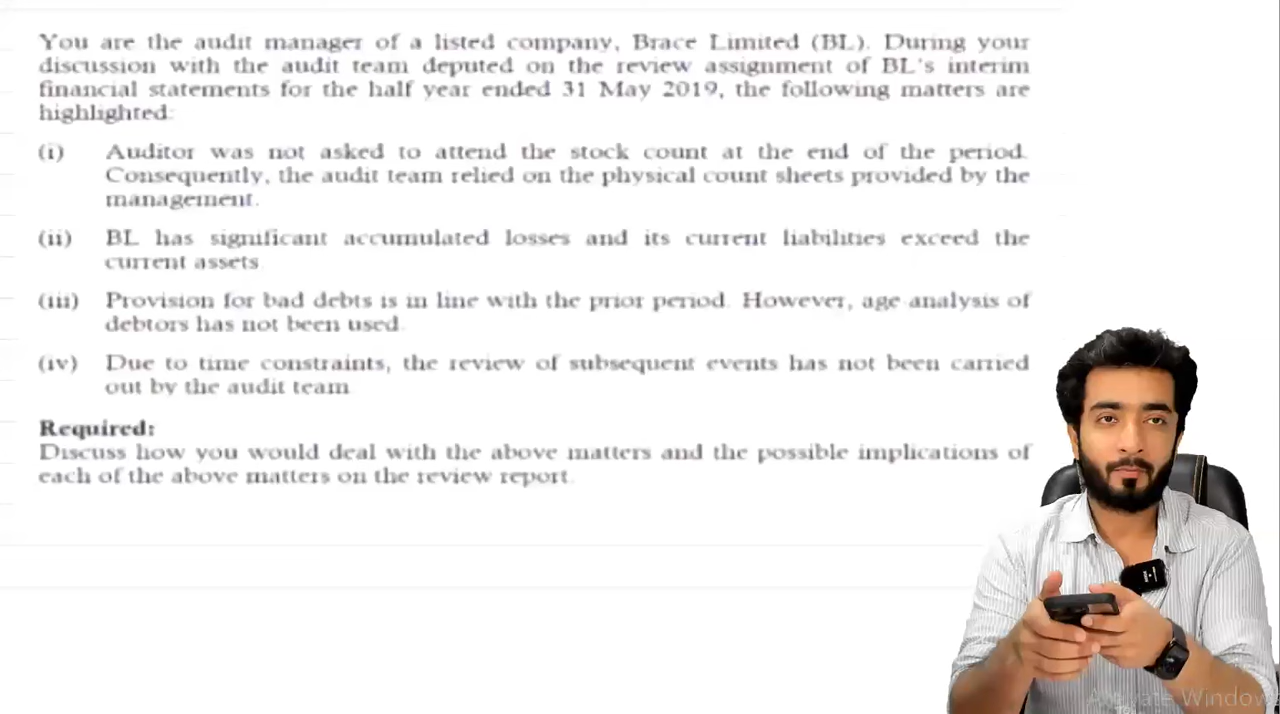 You are the audit manager of a listed company, Brace Limited (BL). During your
discussion with the audit team deputed on the review assignment of BL's interim
financial statements for the half year ended 31 May 2019, the following matters are
highlighted:
(i) Auditor was not asked to attend the stock count at the end of the period.
Consequently, the audit team relied on the physical count sheets provided by the
management.
(ii) BL has significant accumulated losses and its current liabilities exceed the
current assets
(iii) Provision for bad debts is in line with the prior period. However, age analysis of
debtors has not been used.
(iv) Due to time constraints, the review of subsequent events has not been carried
out by the audit team
Required:
Discuss how you would deal with the above matters and the possible implications of
each of the above matters on the review report.
Activate Windows